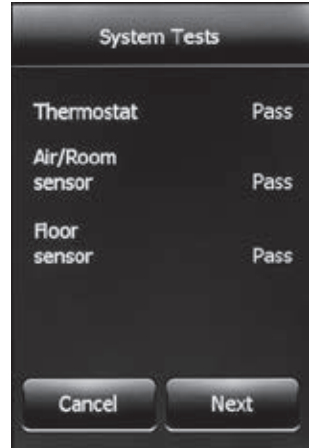 System Tests
Thermostat Pass
Air/Room
sensor Pass
Floor
sensor Pass
Cancel Next